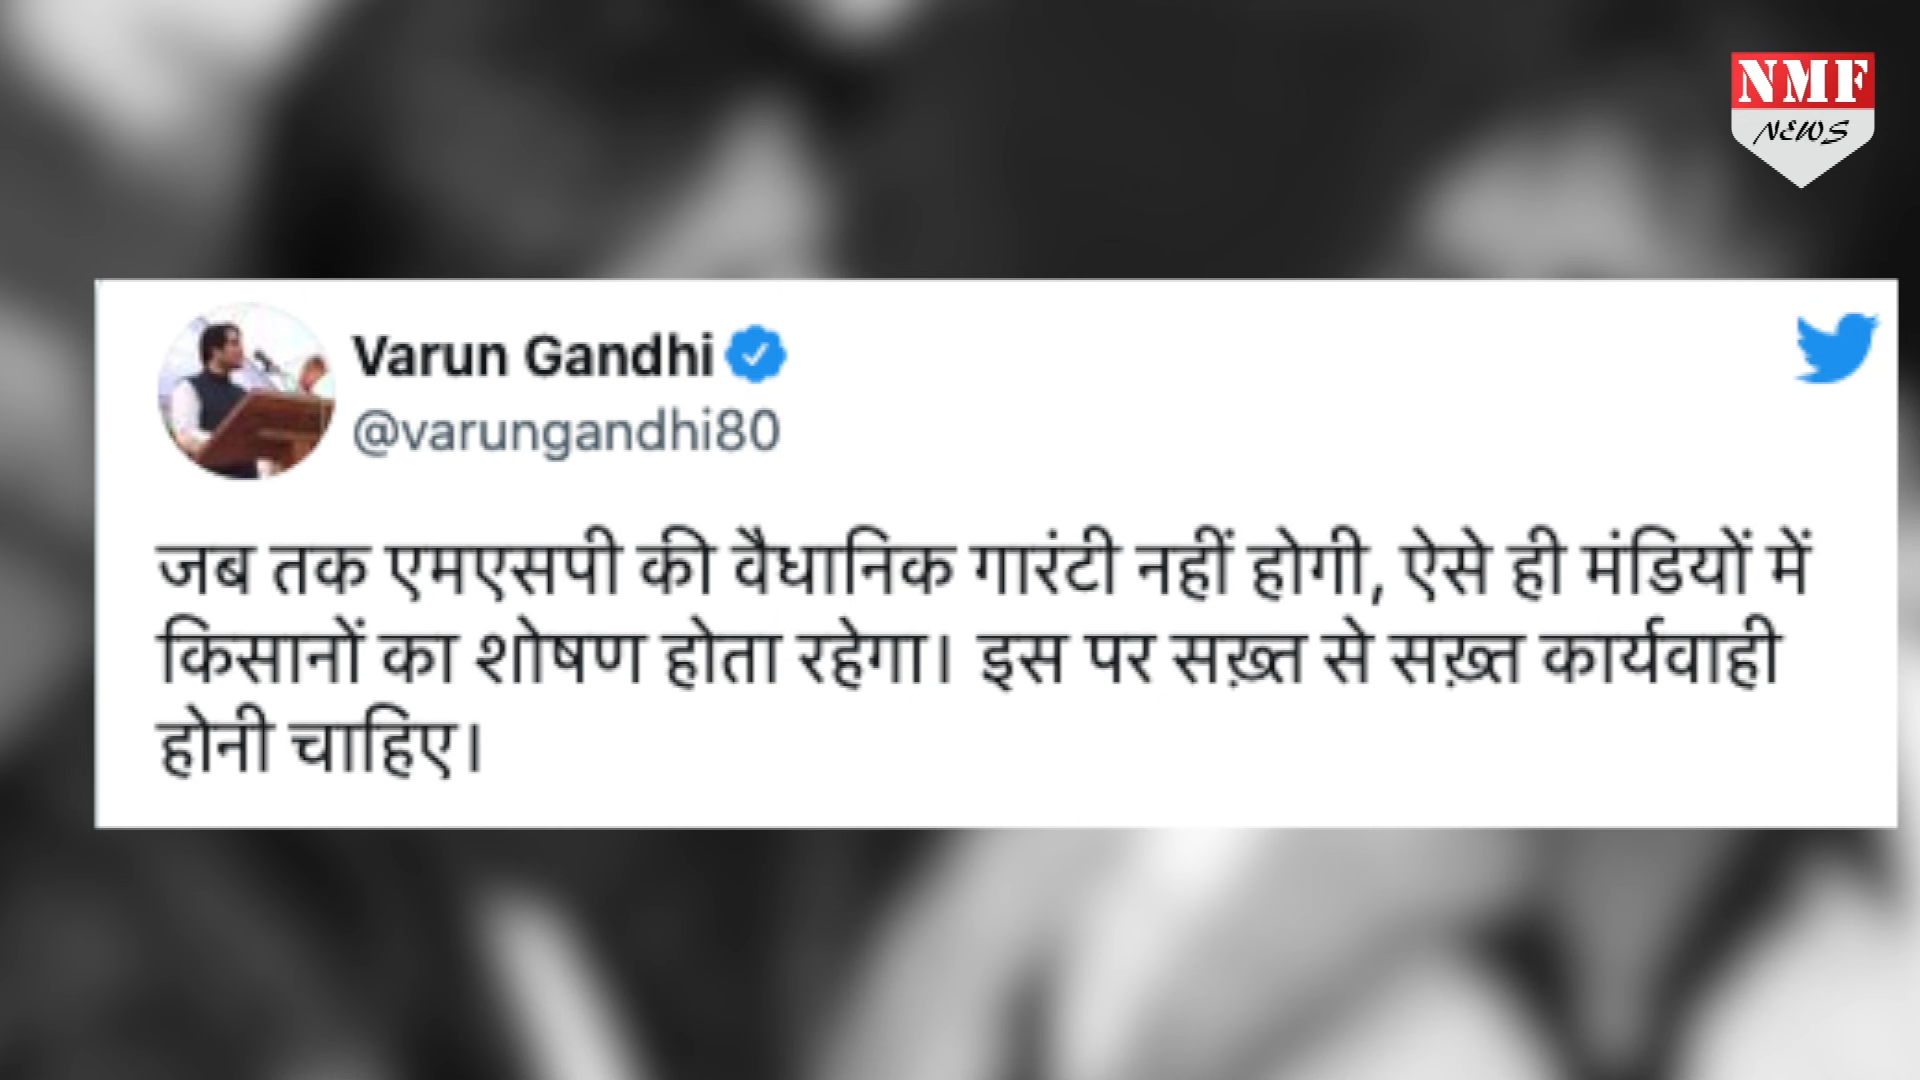 NMF
NEWS
Varun Gandhi
@varungandhi80
जब तक एमएसपी की वैधानिक गारंटी नहीं होगी, ऐसे ही मंडियों में
किसानों का शोषण होता रहेगा। इस पर सख़्त से सख़्त कार्यवाही
होनी चाहिए।